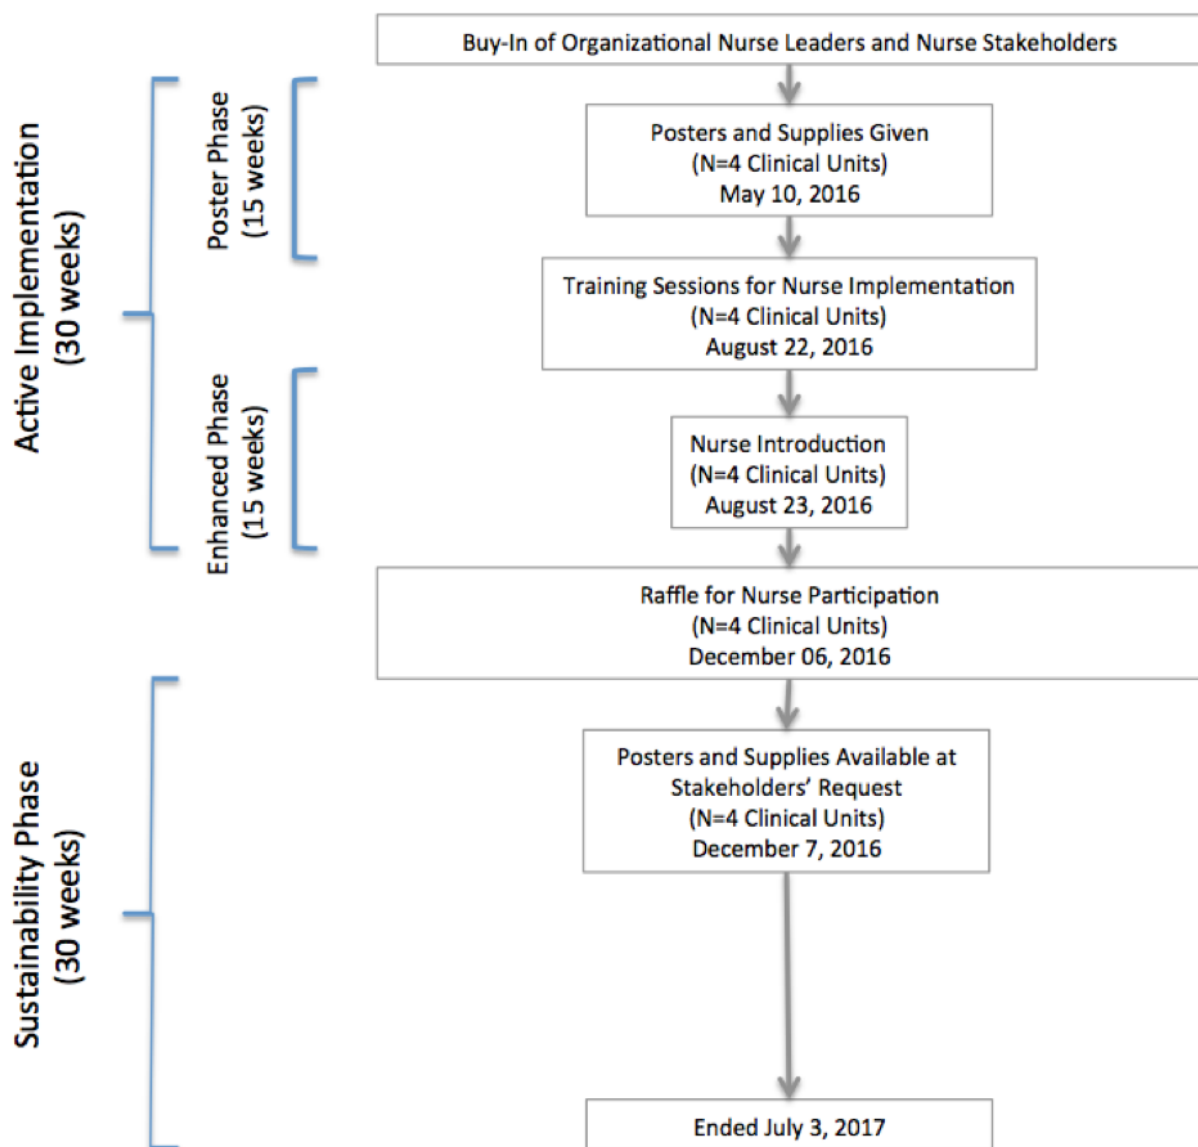 Buy-In of Organizational Nurse Leaders and Nurse Stakeholders
Active Implementation
(30 weeks)
Poster Phase
(15 weeks)
Posters and Supplies Given
(N=4 Clinical Units)
May 10, 2016
Training Sessions for Nurse Implementation
(N=4 Clinical Units)
August 22, 2016
Enhanced Phase
(15 weeks)
Nurse Introduction
(N=4 Clinical Units)
August 23, 2016
Raffle for Nurse Participation
(N=4 Clinical Units)
December 06, 2016
Sustainability Phase
(30 weeks)
Posters and Supplies Available at
Stakeholders’ Request
(N=4 Clinical Units)
December 7, 2016
Ended July 3, 2017